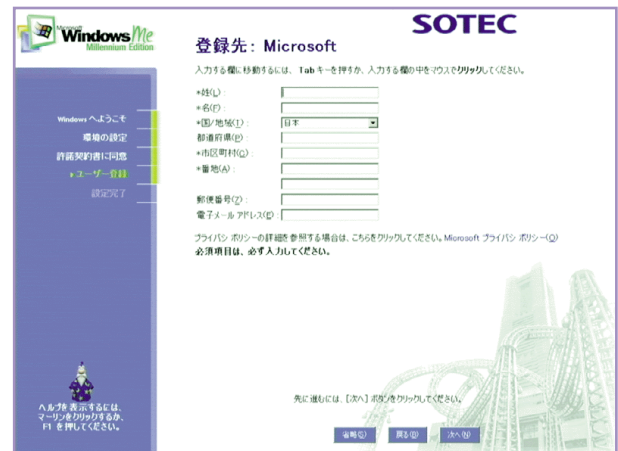 Microsoft
Windows Me
Millennium Edition
SOTEC
登録先: Microsoft
入力する欄に移動するには、Tab キーを押すか、入力する欄の中をマウスでクリックしてください。
*姓(L):
*名(F):
*国/地域(T):
日本
都道府県(P):
*市区町村(C):
*番地(A):
郵便番号(Z):
電子メール アドレス(E):
プライバシ ポリシーの詳細を参照する場合は、こちらをクリックしてください。Microsoft プライバシ ポリシー(O)
必須項目は、必ず入力してください。
Windows へようこそ
環境の設定
許諾契約書に同意
ユーザー登録
設定完了
ヘルプを表示するには、
マーリンをクリックするか、
F1 を押してください。
先に進むには、[次へ] ボタンをクリックしてください。
省略(S) 戻る(B) 次へ(N)